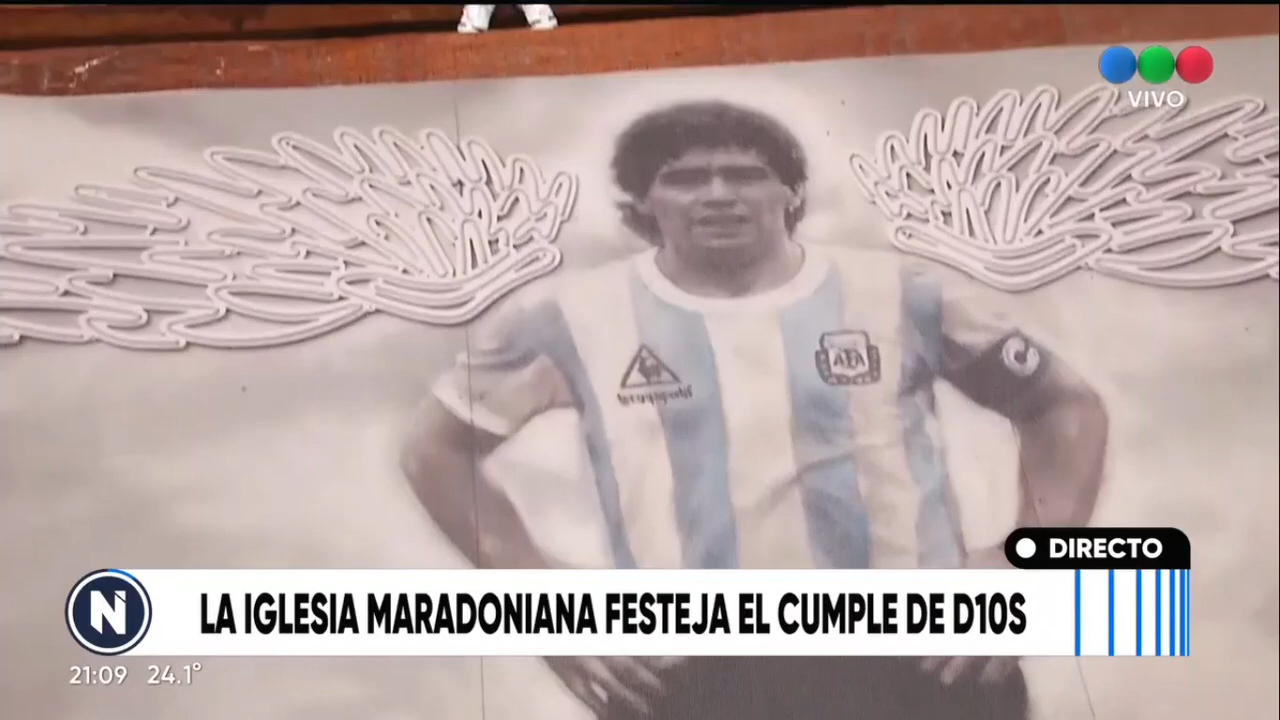 VIVO
AFA
DIRECTO
N
LA IGLESIA MARADONIANA FESTEJA EL CUMPLE DE D10S
21:09 24.1°